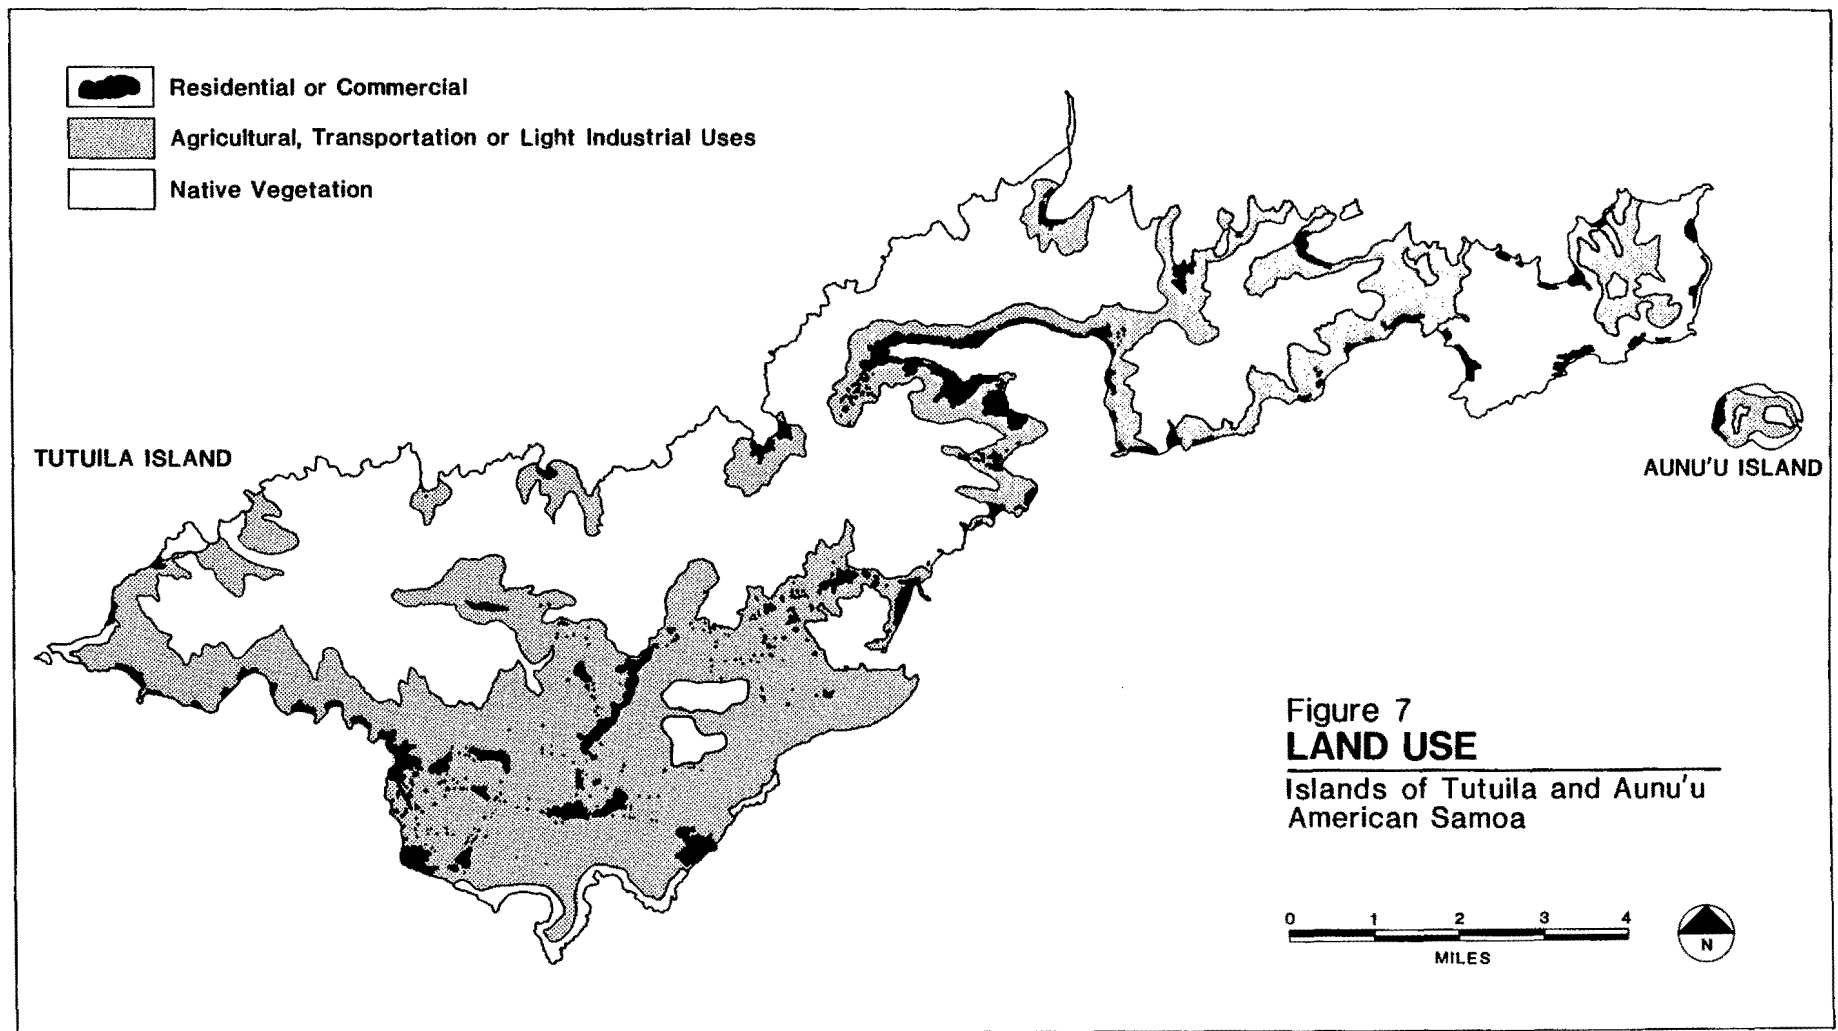 Residential or Commercial
Agricultural, Transportation or Light Industrial Uses
Native Vegetation
TUTUILA ISLAND
AUNU'U ISLAND
Figure 7
LAND USE
Islands of Tutuila and Aunu'u
American Samoa
0 1 2 3 4
MILES
N